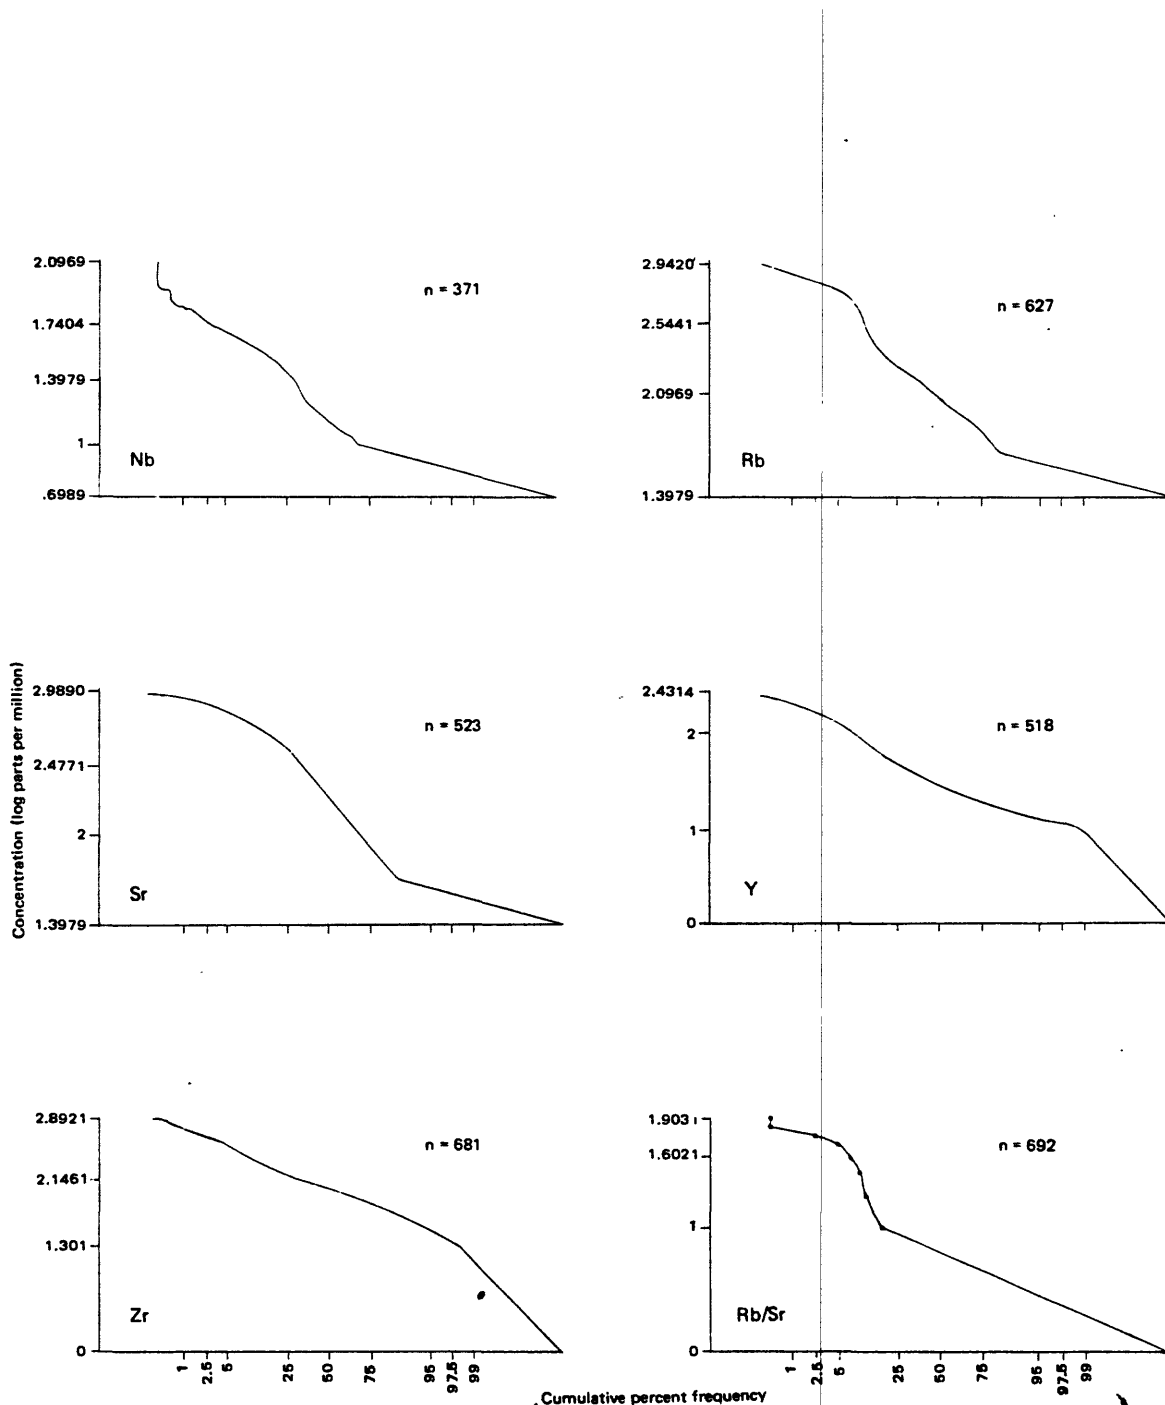 2.0969
1.7404
1.3979
1
.6989
n = 371
Nb
2.9420
2.5441
2.0969
1.3979
n = 627
Rb
Concentration (log parts per million)
2.9890
2.4771
2
1.3979
n = 523
Sr
2.4314
2
1
0
n = 518
Y
2.8921
2.1461
1.301
0
n = 681
Zr
1 2.5 5 25 50 75 95 97.5 99
1.9031
1.6021
1
0
n = 692
Rb/Sr
1 2.5 5 25 50 75 95 97.5 99
Cumulative percent frequency